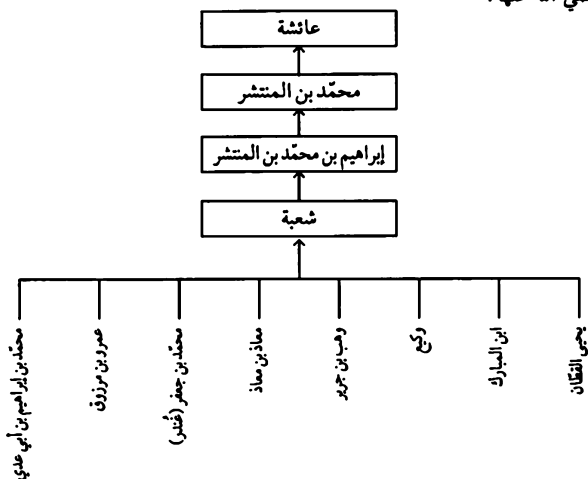 عائشة
محمّد بن المنتشر
إبراهيم بن محمّد بن المنتشر
شعبة
يحيى القطّان
ابن المبارك
وكيع
وهب بن جرير
معاذ بن معاذ
محمّد بن جعفر (غُندر)
عمرو بن مرزوق
محمّد بن إبراهيم بن أبي عدي